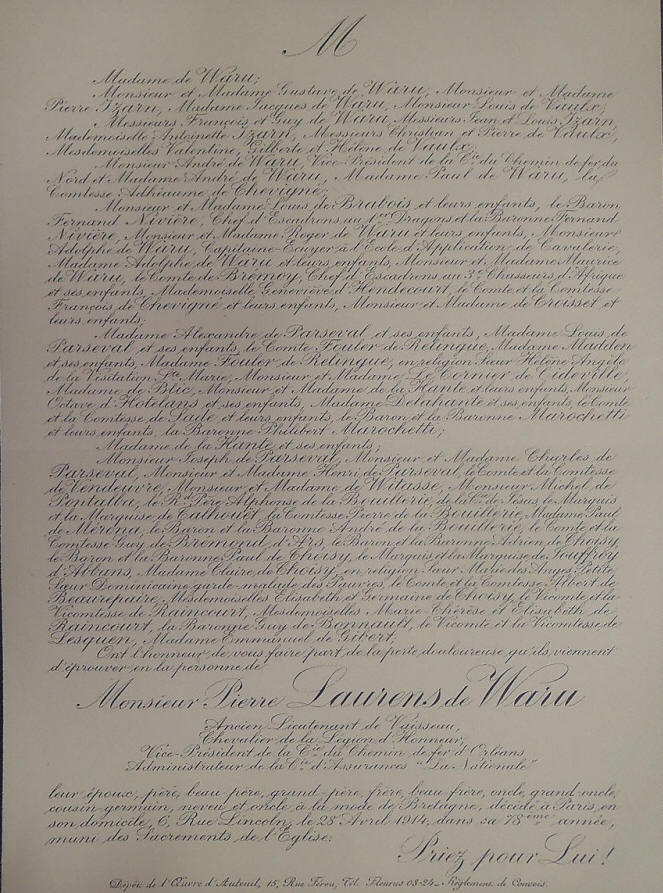 M
Madame de Waru;
Monsieur et Madame Gustave de Waru, Monsieur et Madame
Pierre Izarn, Madame Jacques de Waru, Monsieur Louis de Vaulx;
Messieurs François et Guy de Waru, Messieurs Jean et Louis Izarn,
Mademoiselle Antoinette Izarn, Messieurs Christian et Pierre de Vaulx,
Mesdemoiselles Valentine, Gilberte et Hélène de Vaulx;
Monsieur André de Waru, Vice-Président de la Cie du Chemin de fer du
Nord et Madame André de Waru, Madame Paul de Waru, la
Comtesse Adhéaume de Chevigné;
Monsieur et Madame Louis de Brabois et leurs enfants, le Baron
Fernand Nivière, Chef d'Escadrons au 1er Dragons et la Baronne Fernand
Nivière, Monsieur et Madame Roger de Waru et leurs enfants, Monsieur
Adolphe de Waru, Capitaine-Ecuyer à l'Ecole d'Application de Cavalerie,
Madame Adolphe de Waru et leurs enfants, Monsieur et Madame Maurice
de Waru, le Comte de Brémoy, Chef d'Escadrons au 3e Chasseurs d'Afrique
et ses enfants, Mademoiselle Geneviève d'Hendecourt, le Comte et la Comtesse
François de Chevigné et leurs enfants, Monsieur et Madame de Croisset et
leurs enfants;
Madame Alexandre de Parseval et ses enfants, Madame Louis de
Parseval et ses enfants, le Comte Fouler de Relingue, Madame Madden
et ses enfants, Madame Fouler de Relingue, en religion Sœur Hélène Angèle
de la Visitation Ste Marie, Monsieur et Madame Le Cornier de Cideville,
Madame de Blic, Monsieur et Madame de la Hante et leurs enfants, Monsieur
Octave d'Hotelans et ses enfants, Madame Delahante et ses enfants, le Comte
et la Comtesse de Sade et leurs enfants, le Baron et la Baronne Marochetti
et leurs enfants, la Baronne Philibert Marochetti;
Madame de la Hante et ses enfants;
Monsieur Joseph de Parseval, Monsieur et Madame Charles de
Parseval, Monsieur et Madame Henri de Parseval, le Comte et la Comtesse
de Vendeuvre, Monsieur et Madame de Witasse, Monsieur Michel de
Pontalba, le Rd Père Alphonse de la Bouillerie, de la Cie de Jésus, le Marquis
et la Marquise de Cathouët, la Comtesse Pierre de la Bouillerie, Madame Paul
de Merina, le Baron et la Baronne André de la Bouillerie, le Comte et la
Comtesse Guy de Brémond d'Ars, le Baron et la Baronne Adrien de Choisy,
le Baron et la Baronne Paul de Choisy, le Marquis et la Marquise de Jouffroy
d'Albans, Madame Claire de Choisy, en religion Sœur Marie des Anges, Petite
Sœur Dominicaine garde-malade des Pauvres, le Comte et la Comtesse Albert de
Beaurepaire, Mesdemoiselles Elisabeth et Germaine de Choisy, le Vicomte et la
Vicomtesse de Raincourt, Mesdemoiselles Marie-Thérèse et Elisabeth de
Raincourt, la Baronne Guy de Bonnault, le Vicomte et la Vicomtesse de
Lesquen, Madame Emmanuel de Gibert;
Ont l'honneur de vous faire part de la perte douloureuse qu'ils viennent
d'éprouver en la personne de
Monsieur Pierre Laurens de Waru
Ancien Lieutenant de Vaisseau,
Chevalier de la Légion d'Honneur,
Vice-Président de la Cie du Chemin de fer d'Orléans
Administrateur de la Cie d'Assurances "La Nationale"
leur époux, père, beau-père, grand-père, frère, beau-frère, oncle, grand-oncle,
cousin-germain, neveu et oncle à la mode de Bretagne, décédé à Paris, en
son domicile, 6, Rue Lincoln, le 28 Avril 1914, dans sa 78ème année,
muni des Sacrements de l'Eglise.
Priez pour Lui!
Dépôt de l'Œuvre d'Auteuil, 15, Rue Férou, Tél. Fleurus 03-24_Règlement de Convois.